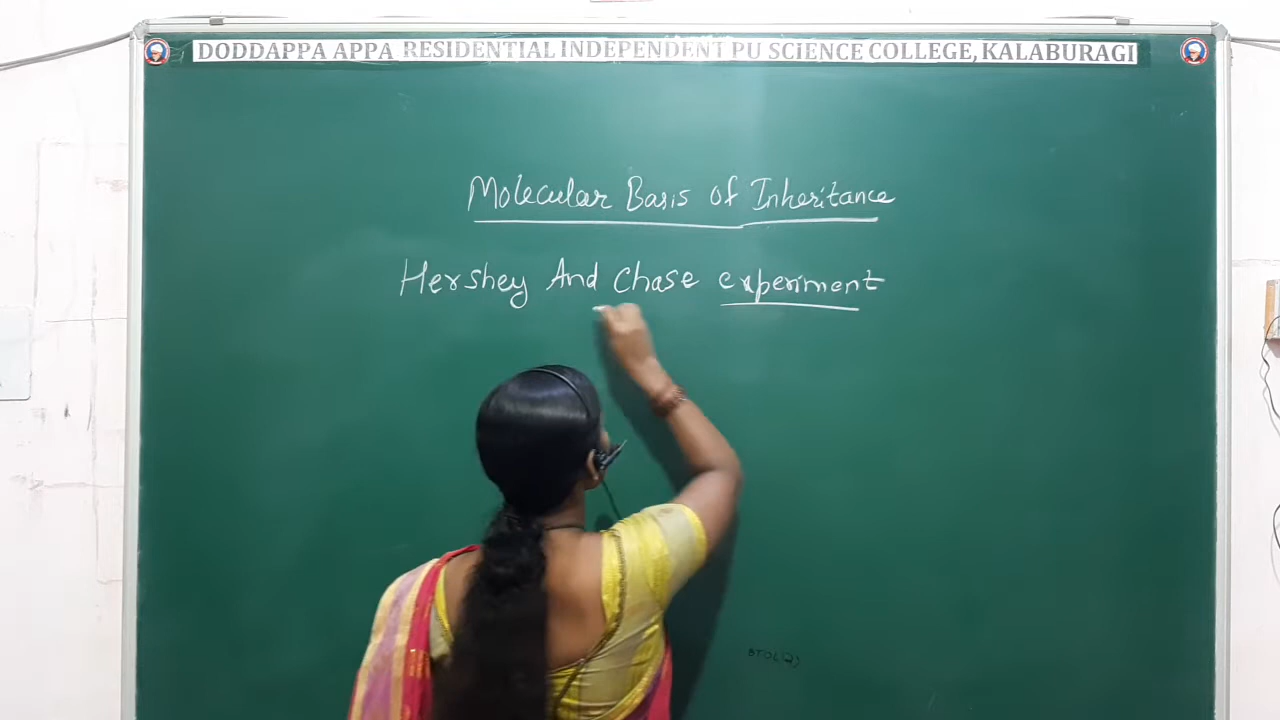 DODDAPPA APPA RESIDENTIAL INDEPENDENT PU SCIENCE COLLEGE, KALABURAGI
Molecular Basis of Inheritance
Hershey And Chase experiment